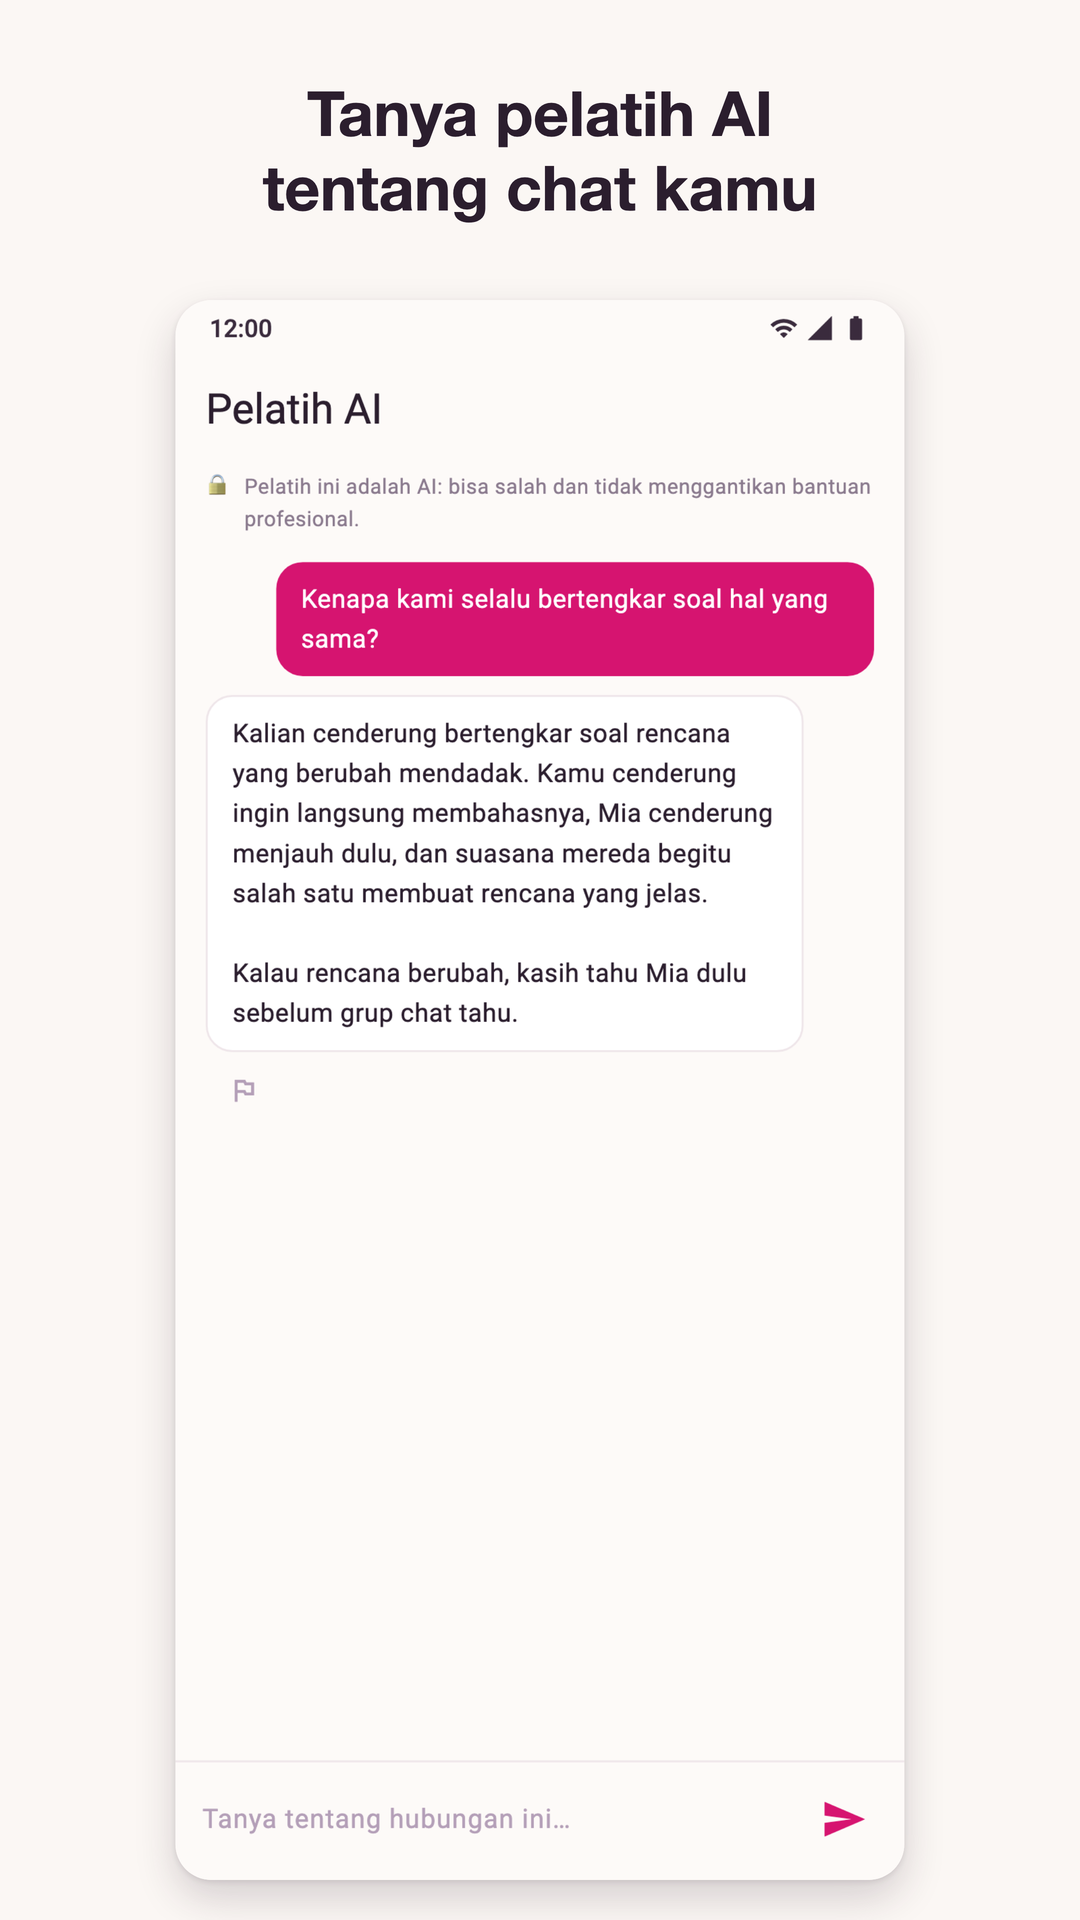 Tanya pelatih AI
tentang chat kamu
12:00
Pelatih AI
Pelatih ini adalah AI: bisa salah dan tidak menggantikan bantuan
profesional.
Kenapa kami selalu bertengkar soal hal yang
sama?
Kalian cenderung bertengkar soal rencana
yang berubah mendadak. Kamu cenderung
ingin langsung membahasnya, Mia cenderung
menjauh dulu, dan suasana mereda begitu
salah satu membuat rencana yang jelas.
Kalau rencana berubah, kasih tahu Mia dulu
sebelum grup chat tahu.
Tanya tentang hubungan ini…